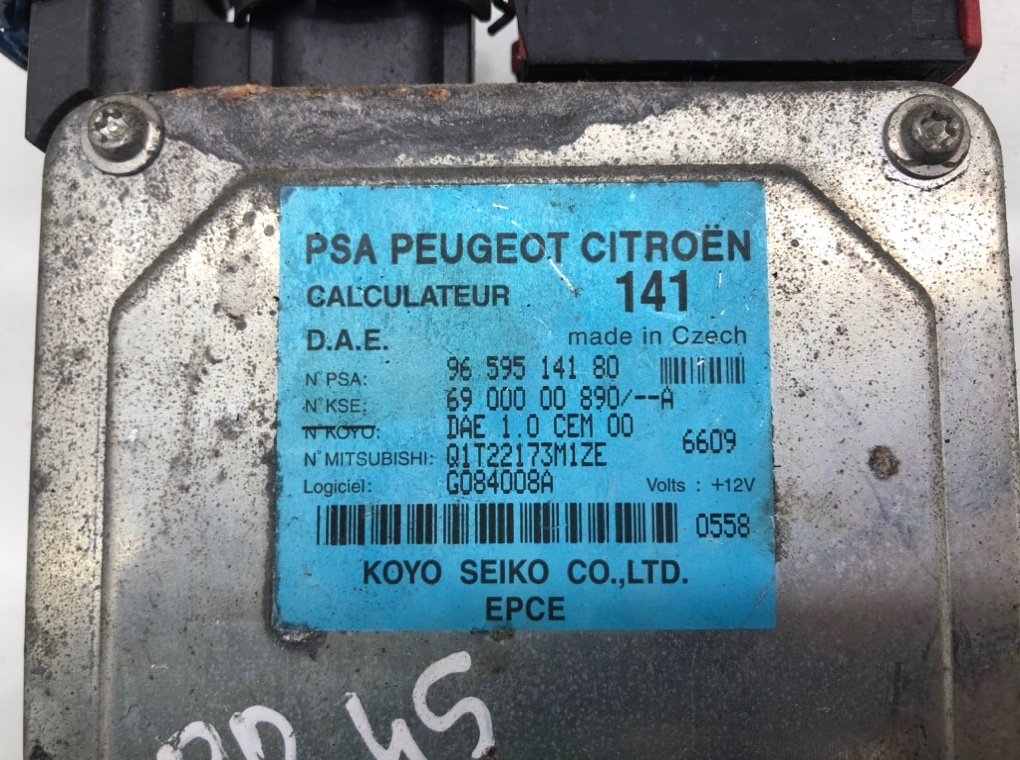 PSA PEUGEOT CITROËN
CALCULATEUR 141
D.A.E. made in Czech
N° PSA: 96 595 141 80
N° KSE: 69 000 00 890/--A
N° KOYO: DAE 1.0 CEM 00
6609
N° MITSUBISHI: Q1T22173M1ZE
Logiciel: G084008A Volts : +12V
0558
KOYO SEIKO CO.,LTD.
EPCE
45